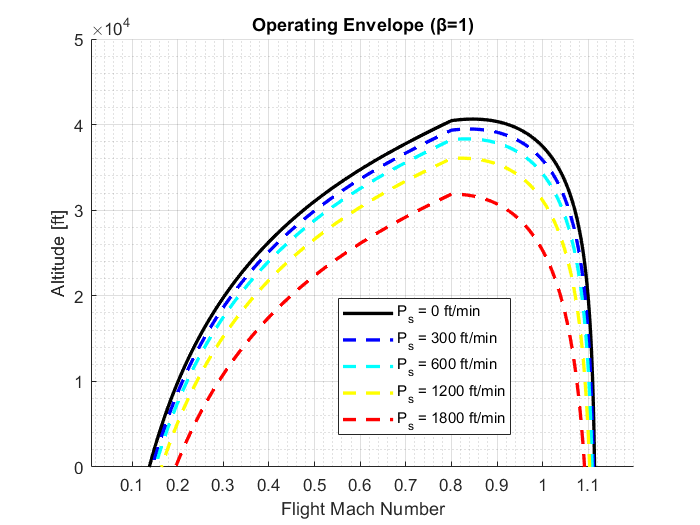 ×10⁴
Operating Envelope (β=1)
5
4
3
2
1
0
Altitude [ft]
P_s = 0 ft/min
P_s = 300 ft/min
P_s = 600 ft/min
P_s = 1200 ft/min
P_s = 1800 ft/min
0.1 0.2 0.3 0.4 0.5 0.6 0.7 0.8 0.9 1 1.1
Flight Mach Number